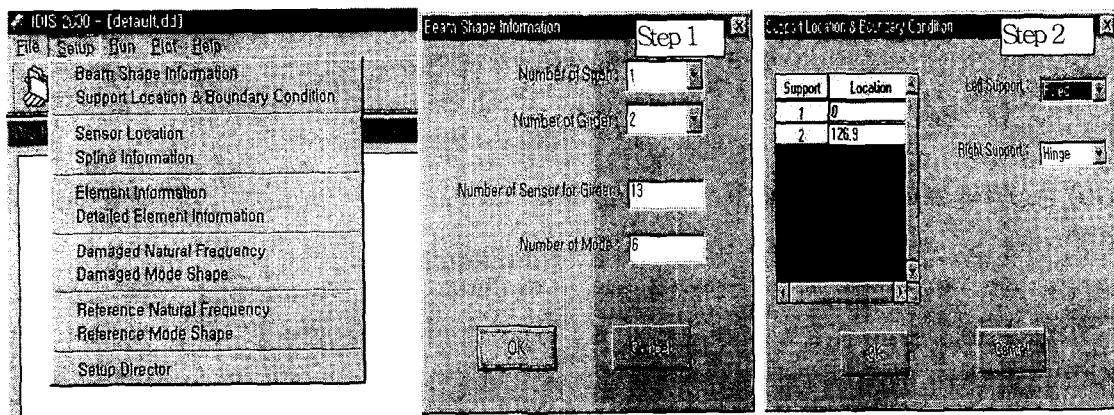 IDIS 2000 - [default.dd]
File Setup Run Plot Help
Beam Shape Information
Support Location & Boundary Condition
Sensor Location
Spline Information
Element Information
Detailed Element Information
Damaged Natural Frequency
Damaged Mode Shape
Reference Natural Frequency
Reference Mode Shape
Setup Director
Beam Shape Information
Step 1
Number of Span : 1
Number of Girder : 2
Number of Sensor for Girder : 13
Number of Mode : 6
OK Cancel
Support Location & Boundary Condition
Step 2
Support Location
1 0
2 126.9
Left Support : Fixed
Right Support : Hinge
OK Cancel